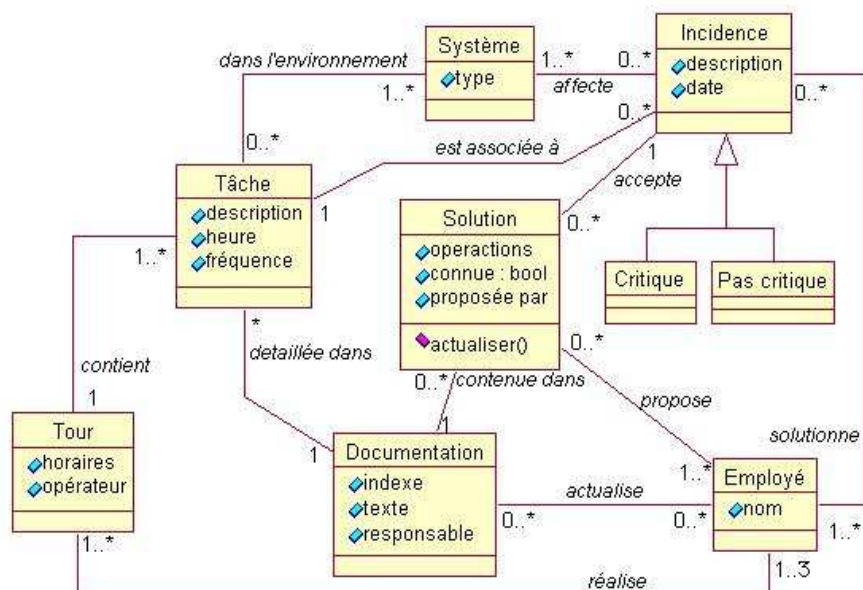 Système
type
Incidence
description
date
dans l'environnement
1..*
1..*
0..*
affecte
0..*
0..*
0..*
est associée à
1
accepte
0..*
Tâche
description
heure
fréquence
1
1..*
*
Solution
operactions
connue : bool
proposée par
actualiser()
Critique
Pas critique
detaillée dans
0..*
contenue dans
0..*
contient
propose
1
1
solutionne
Tour
horaires
opérateur
1
Documentation
indexe
texte
responsable
1..*
Employé
nom
actualise
0..*
0..*
1..*
1..*
réalise
1..3